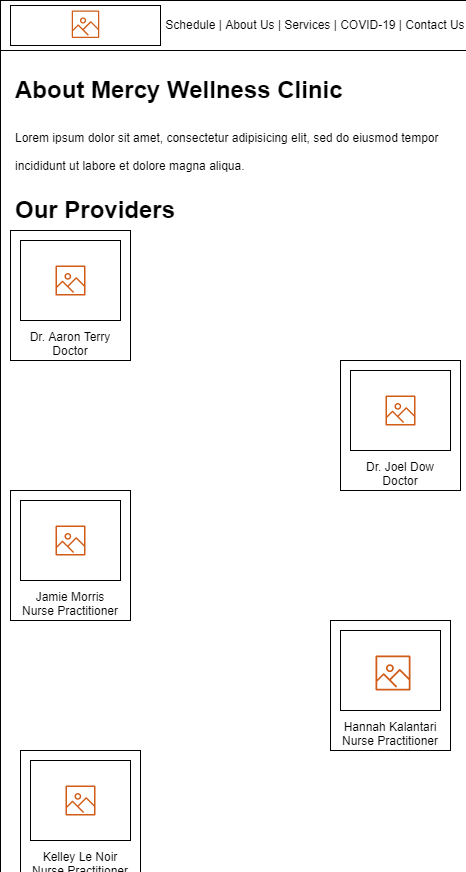 Schedule | About Us | Services | COVID-19 | Contact Us
About Mercy Wellness Clinic
Lorem ipsum dolor sit amet, consectetur adipisicing elit, sed do eiusmod tempor
incididunt ut labore et dolore magna aliqua.
Our Providers
Dr. Aaron Terry
Doctor
Dr. Joel Dow
Doctor
Jamie Morris
Nurse Practitioner
Hannah Kalantari
Nurse Practitioner
Kelley Le Noir
Nurse Practitioner